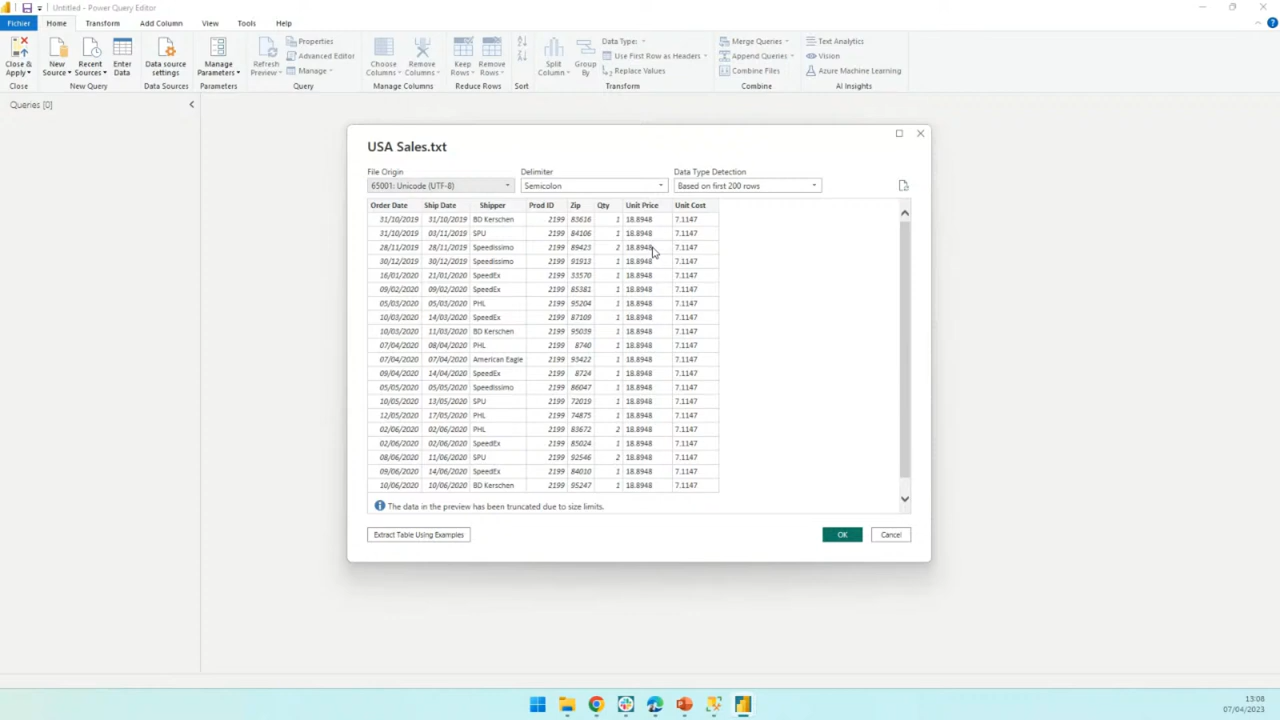 Untitled - Power Query Editor
Fichier Home Transform Add Column View Tools Help
Close & Apply
New Source
Recent Sources
Enter Data
Data source settings
Manage Parameters
Refresh Preview
Properties
Advanced Editor
Manage
Choose Columns
Remove Columns
Keep Rows
Remove Rows
Split Column
Group By
Data Type:
Use First Row as Headers
Replace Values
Merge Queries
Append Queries
Combine Files
Text Analytics
Vision
Azure Machine Learning
Close New Query Data Sources Parameters Query Manage Columns Reduce Rows Sort Transform Combine AI Insights
Queries [0]
USA Sales.txt
File Origin Delimiter Data Type Detection
65001: Unicode (UTF-8) Semicolon Based on first 200 rows
Order Date Ship Date Shipper Prod ID Zip Qty Unit Price Unit Cost
31/10/2019 31/10/2019 BD Kerschen 2199 83616 1 18.8948 7.1147
31/10/2019 03/11/2019 SPU 2199 84106 1 18.8948 7.1147
28/11/2019 28/11/2019 Speedissimo 2199 89423 2 18.8948 7.1147
30/12/2019 30/12/2019 Speedissimo 2199 91913 1 18.8948 7.1147
16/01/2020 21/01/2020 SpeedEx 2199 33570 1 18.8948 7.1147
09/02/2020 09/02/2020 SpeedEx 2199 85381 1 18.8948 7.1147
05/03/2020 05/03/2020 PHL 2199 95204 1 18.8948 7.1147
10/03/2020 14/03/2020 SpeedEx 2199 87109 1 18.8948 7.1147
10/03/2020 11/03/2020 BD Kerschen 2199 95039 1 18.8948 7.1147
07/04/2020 08/04/2020 PHL 2199 8740 1 18.8948 7.1147
07/04/2020 07/04/2020 American Eagle 2199 93422 1 18.8948 7.1147
09/04/2020 14/04/2020 SpeedEx 2199 8724 1 18.8948 7.1147
05/05/2020 05/05/2020 Speedissimo 2199 86047 1 18.8948 7.1147
10/05/2020 13/05/2020 SPU 2199 72019 1 18.8948 7.1147
12/05/2020 17/05/2020 PHL 2199 74875 1 18.8948 7.1147
02/06/2020 02/06/2020 PHL 2199 83672 2 18.8948 7.1147
02/06/2020 02/06/2020 SpeedEx 2199 85024 1 18.8948 7.1147
08/06/2020 11/06/2020 SPU 2199 92546 2 18.8948 7.1147
09/06/2020 14/06/2020 SpeedEx 2199 84010 1 18.8948 7.1147
10/06/2020 10/06/2020 BD Kerschen 2199 95247 1 18.8948 7.1147
The data in the preview has been truncated due to size limits.
Extract Table Using Examples OK Cancel
13:08
07/04/2023